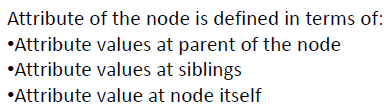 Attribute of the node is defined in terms of:
•Attribute values at parent of the node
•Attribute values at siblings
•Attribute value at node itself